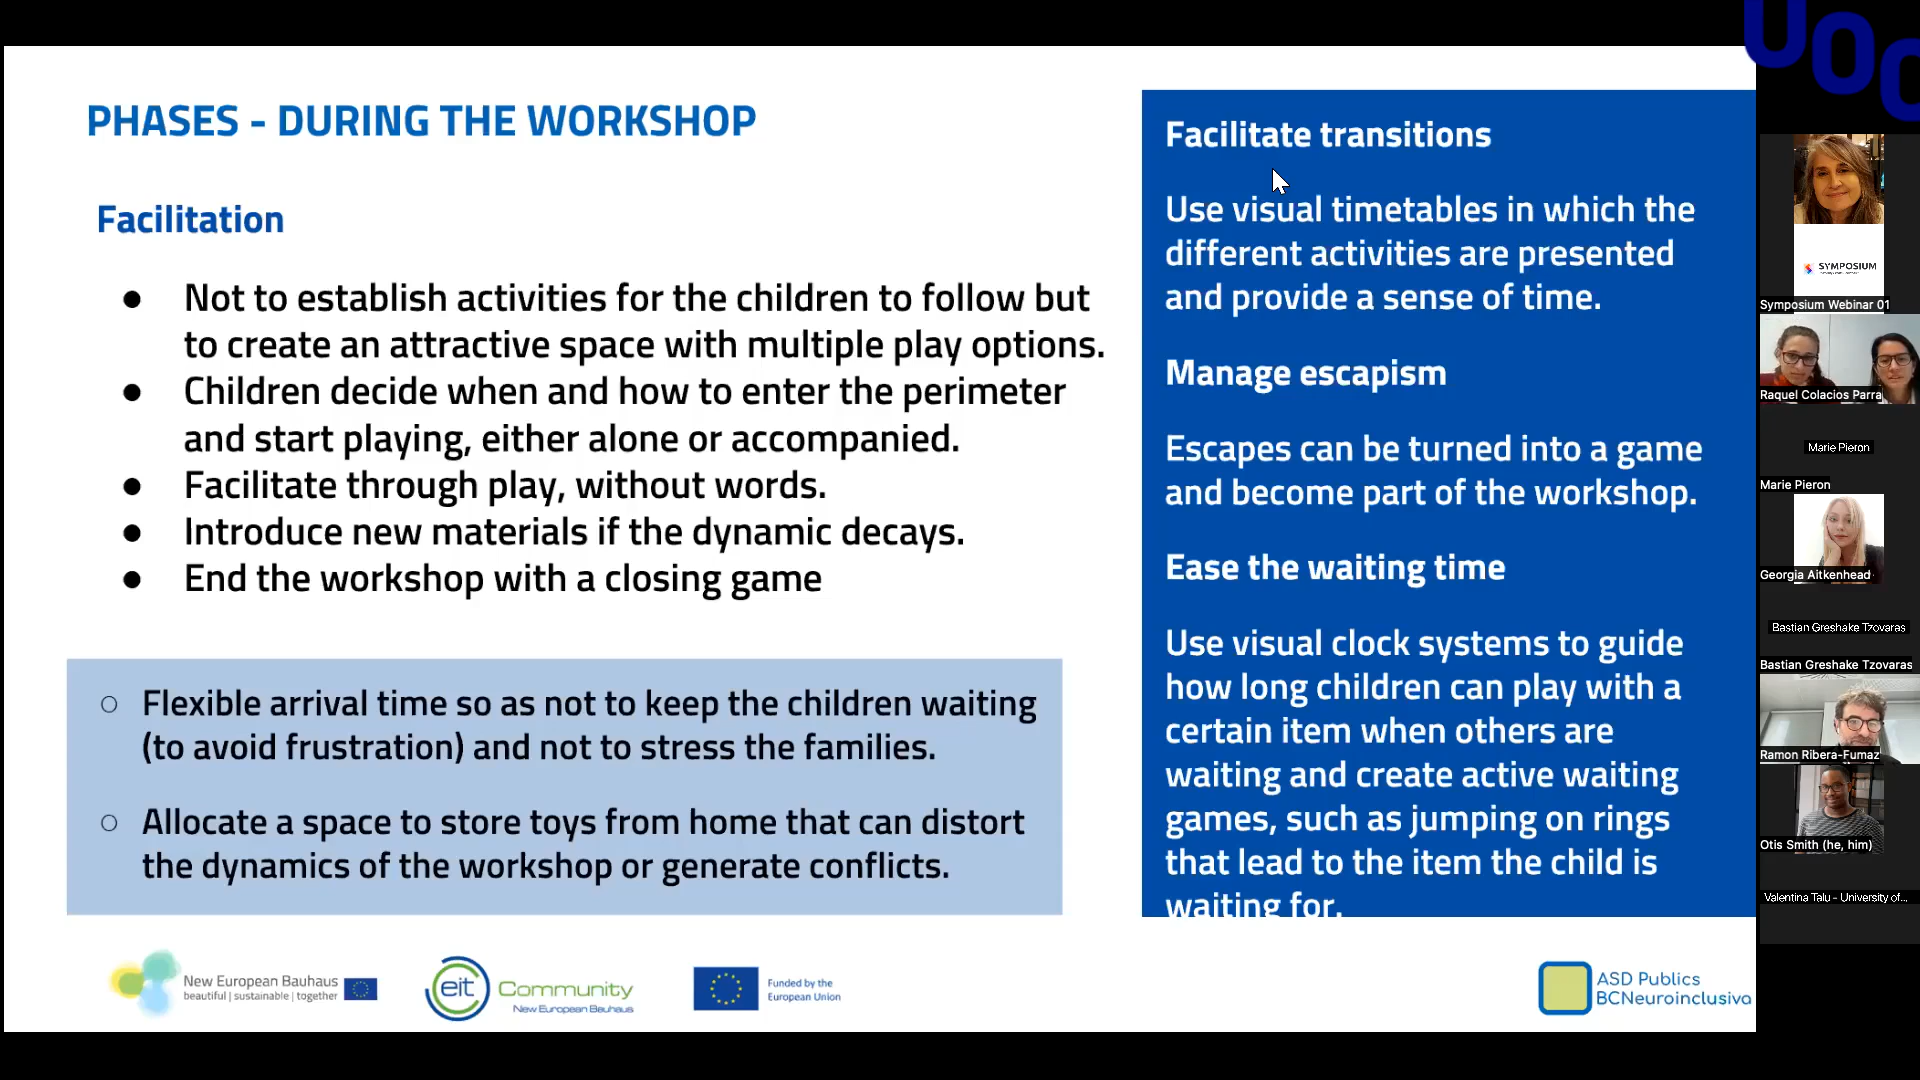 UOC
PHASES - DURING THE WORKSHOP
Facilitation
● Not to establish activities for the children to follow but
to create an attractive space with multiple play options.
● Children decide when and how to enter the perimeter
and start playing, either alone or accompanied.
● Facilitate through play, without words.
● Introduce new materials if the dynamic decays.
● End the workshop with a closing game
○ Flexible arrival time so as not to keep the children waiting
(to avoid frustration) and not to stress the families.
○ Allocate a space to store toys from home that can distort
the dynamics of the workshop or generate conflicts.
Facilitate transitions
Use visual timetables in which the
different activities are presented
and provide a sense of time.
Manage escapism
Escapes can be turned into a game
and become part of the workshop.
Ease the waiting time
Use visual clock systems to guide
how long children can play with a
certain item when others are
waiting and create active waiting
games, such as jumping on rings
that lead to the item the child is
waiting for.
New European Bauhaus
beautiful | sustainable | together
eit Community
New European Bauhaus
Funded by the
European Union
ASD Publics
BCNeuroinclusiva
SYMPOSIUM
Symposium Webinar 01
Raquel Colacios Parra
Marie Pieron
Marie Pieron
Georgia Aitkenhead
Bastian Greshake Tzovaras
Bastian Greshake Tzovaras
Ramon Ribera-Fumaz
Otis Smith (he, him)
Valentina Talu - University of...